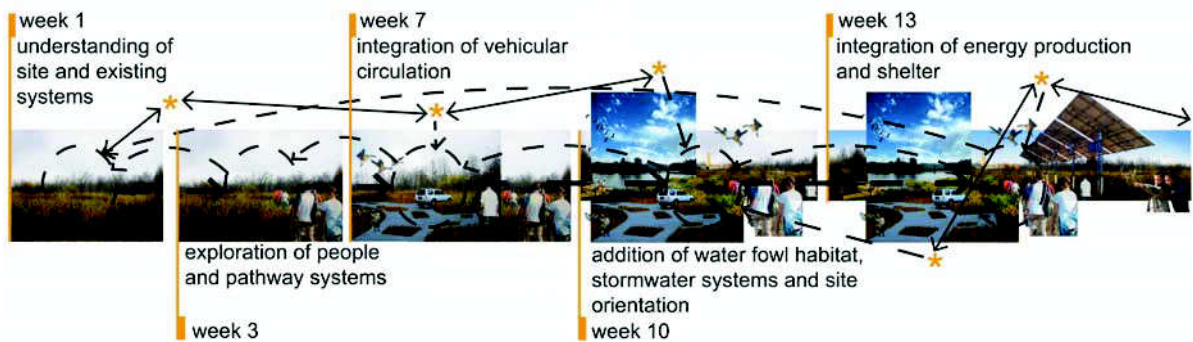 week 1
understanding of
site and existing
systems
exploration of people
and pathway systems
week 3
week 7
integration of vehicular
circulation
addition of water fowl habitat,
stormwater systems and site
orientation
week 10
week 13
integration of energy production
and shelter